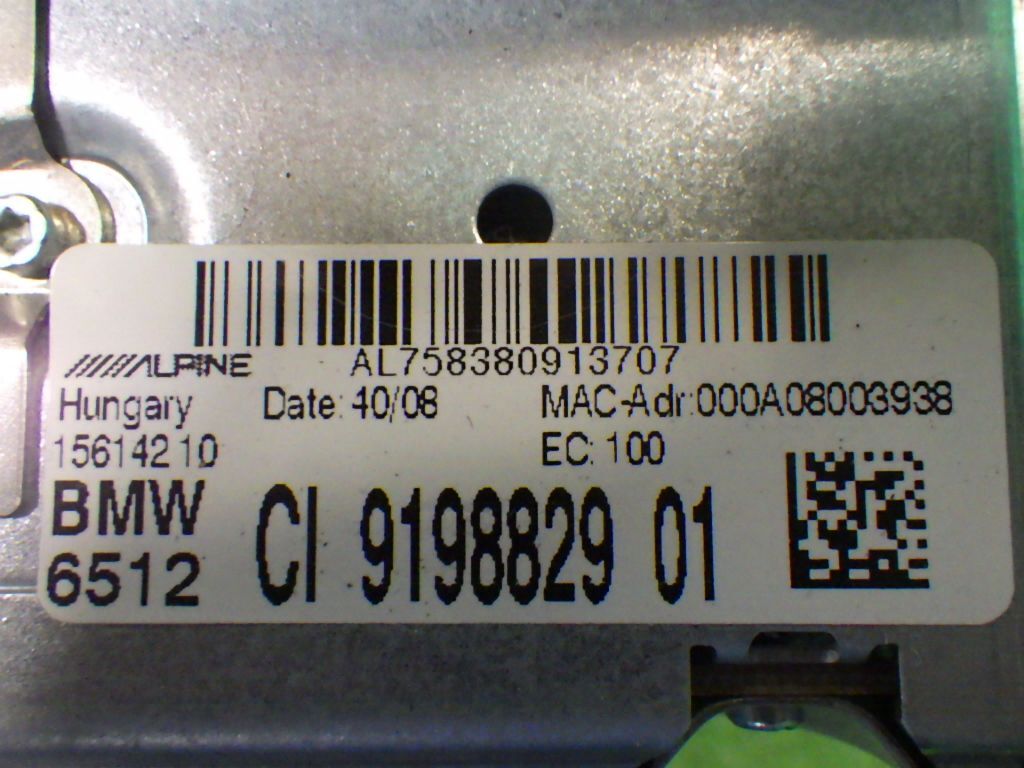 AL758380913707
ALPINE
Hungary Date: 40/08 MAC-Adr:000A08003938
15614210 EC: 100
BMW
6512 CI 9198829 01